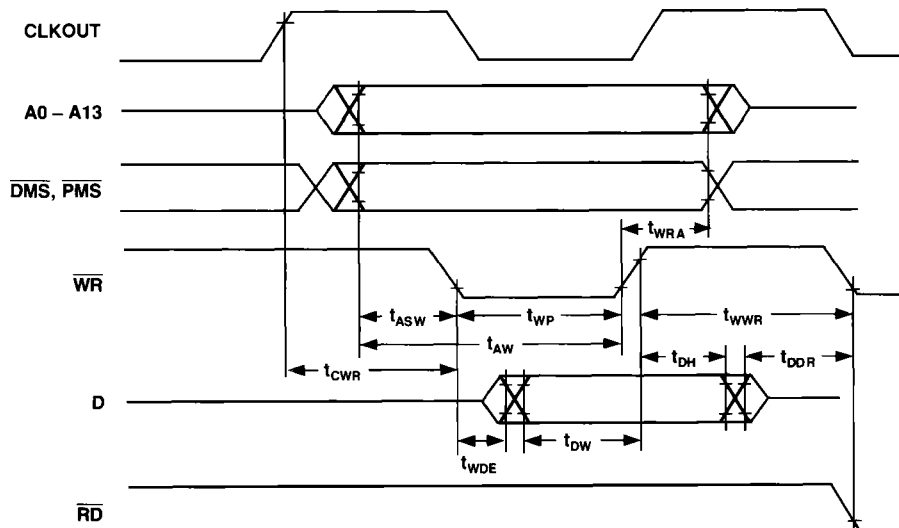 CLKOUT
A0 – A13
DMS, PMS
tWRA
WR
tASW
tWP
tWWR
tAW
tDH
tDDR
tCWR
D
tDW
tWDE
RD